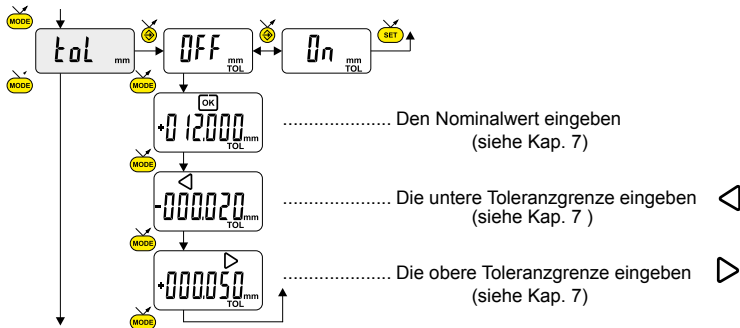 MODE
toL mm
OFF mm TOL
On mm TOL
SET
MODE
MODE
OK
+012.000 mm TOL
..................... Den Nominalwert eingeben
(siehe Kap. 7)
MODE
-000.020 mm TOL
..................... Die untere Toleranzgrenze eingeben
(siehe Kap. 7 )
MODE
+000.050 mm TOL
..................... Die obere Toleranzgrenze eingeben
(siehe Kap. 7)
MODE